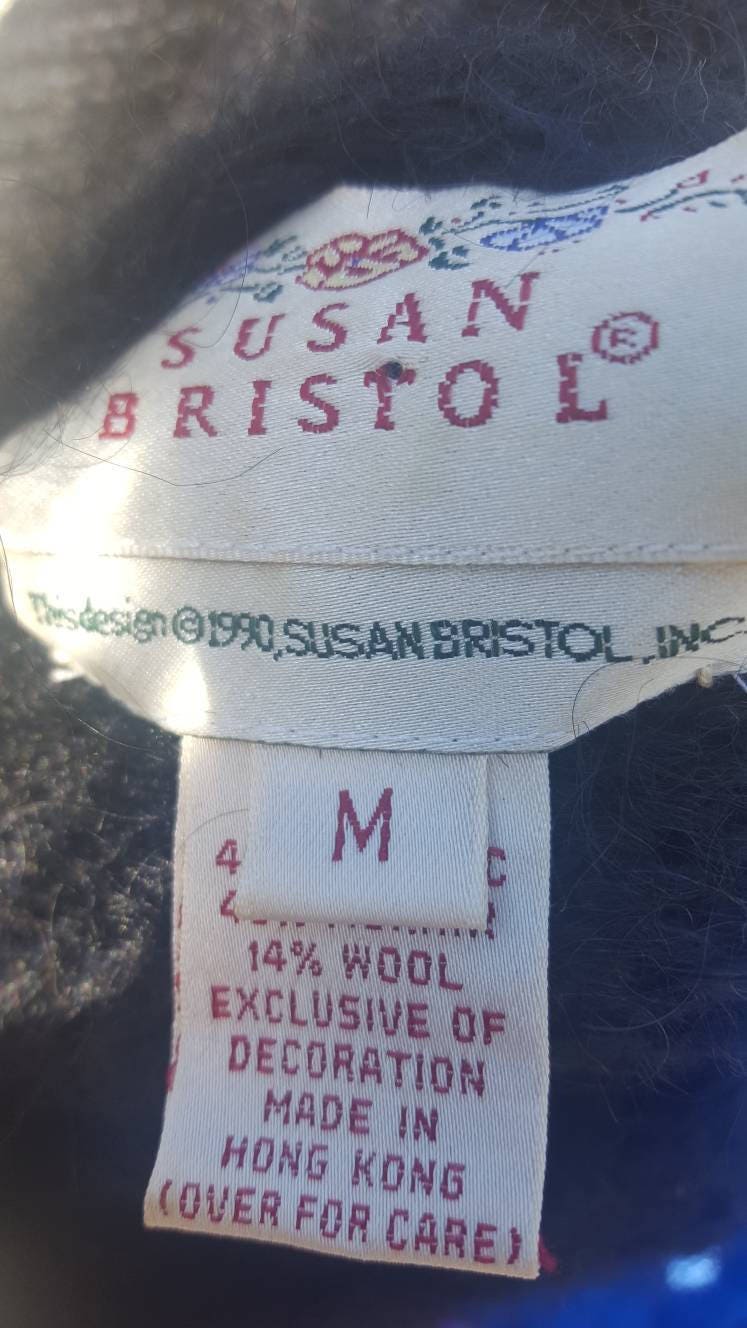 SUSAN
BRISTOL®
This design ©1990, SUSAN BRISTOL, INC
M
14% WOOL
EXCLUSIVE OF
DECORATION
MADE IN
HONG KONG
(OVER FOR CARE)